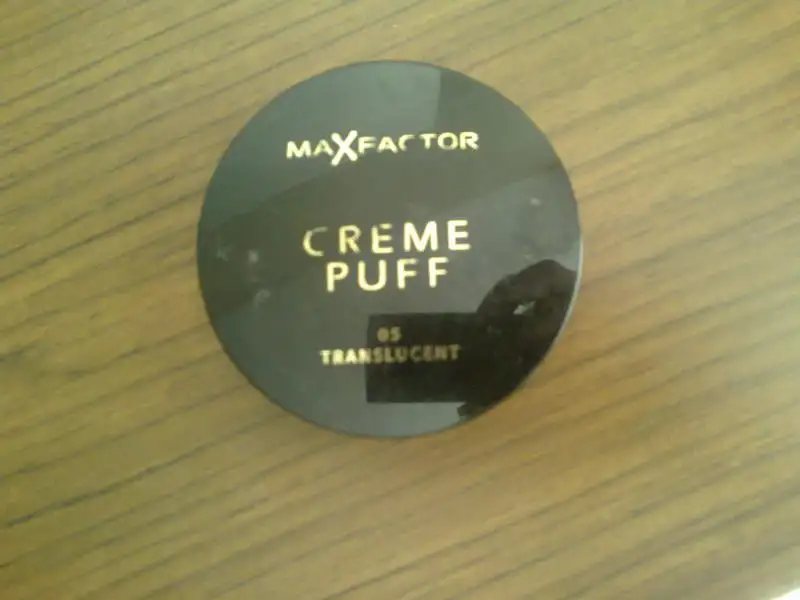 MAXFACTOR
CREME
PUFF
05
TRANSLUCENT